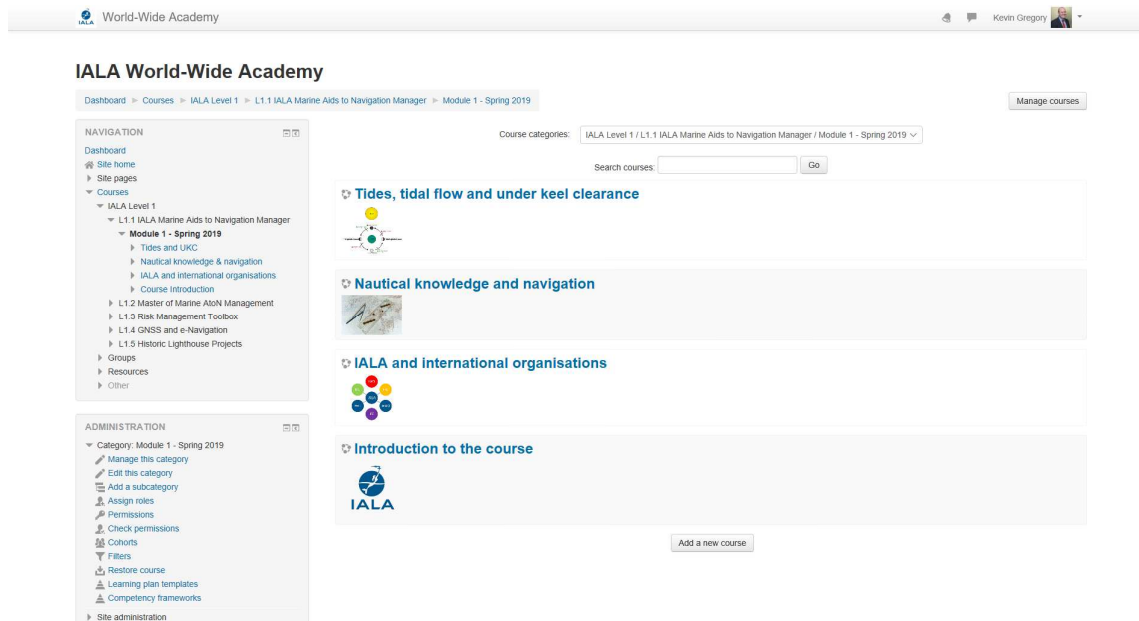 IALA
World-Wide Academy
Kevin Gregory
IALA World-Wide Academy
Dashboard Courses IALA Level 1 L1.1 IALA Marine Aids to Navigation Manager Module 1 - Spring 2019
Manage courses
NAVIGATION
Dashboard
Site home
Site pages
Courses
IALA Level 1
L1.1 IALA Marine Aids to Navigation Manager
Module 1 - Spring 2019
Tides and UKC
Nautical knowledge & navigation
IALA and international organisations
Course Introduction
L1.2 Master of Marine AtoN Management
L1.3 Risk Management Toolbox
L1.4 GNSS and e-Navigation
L1.5 Historic Lighthouse Projects
Groups
Resources
Other
ADMINISTRATION
Category: Module 1 - Spring 2019
Manage this category
Edit this category
Add a subcategory
Assign roles
Permissions
Check permissions
Cohorts
Filters
Restore course
Learning plan templates
Competency frameworks
Site administration
Course categories: IALA Level 1 / L1.1 IALA Marine Aids to Navigation Manager / Module 1 - Spring 2019
Search courses: Go
Tides, tidal flow and under keel clearance
Nautical knowledge and navigation
IALA and international organisations
Introduction to the course
IALA
Add a new course